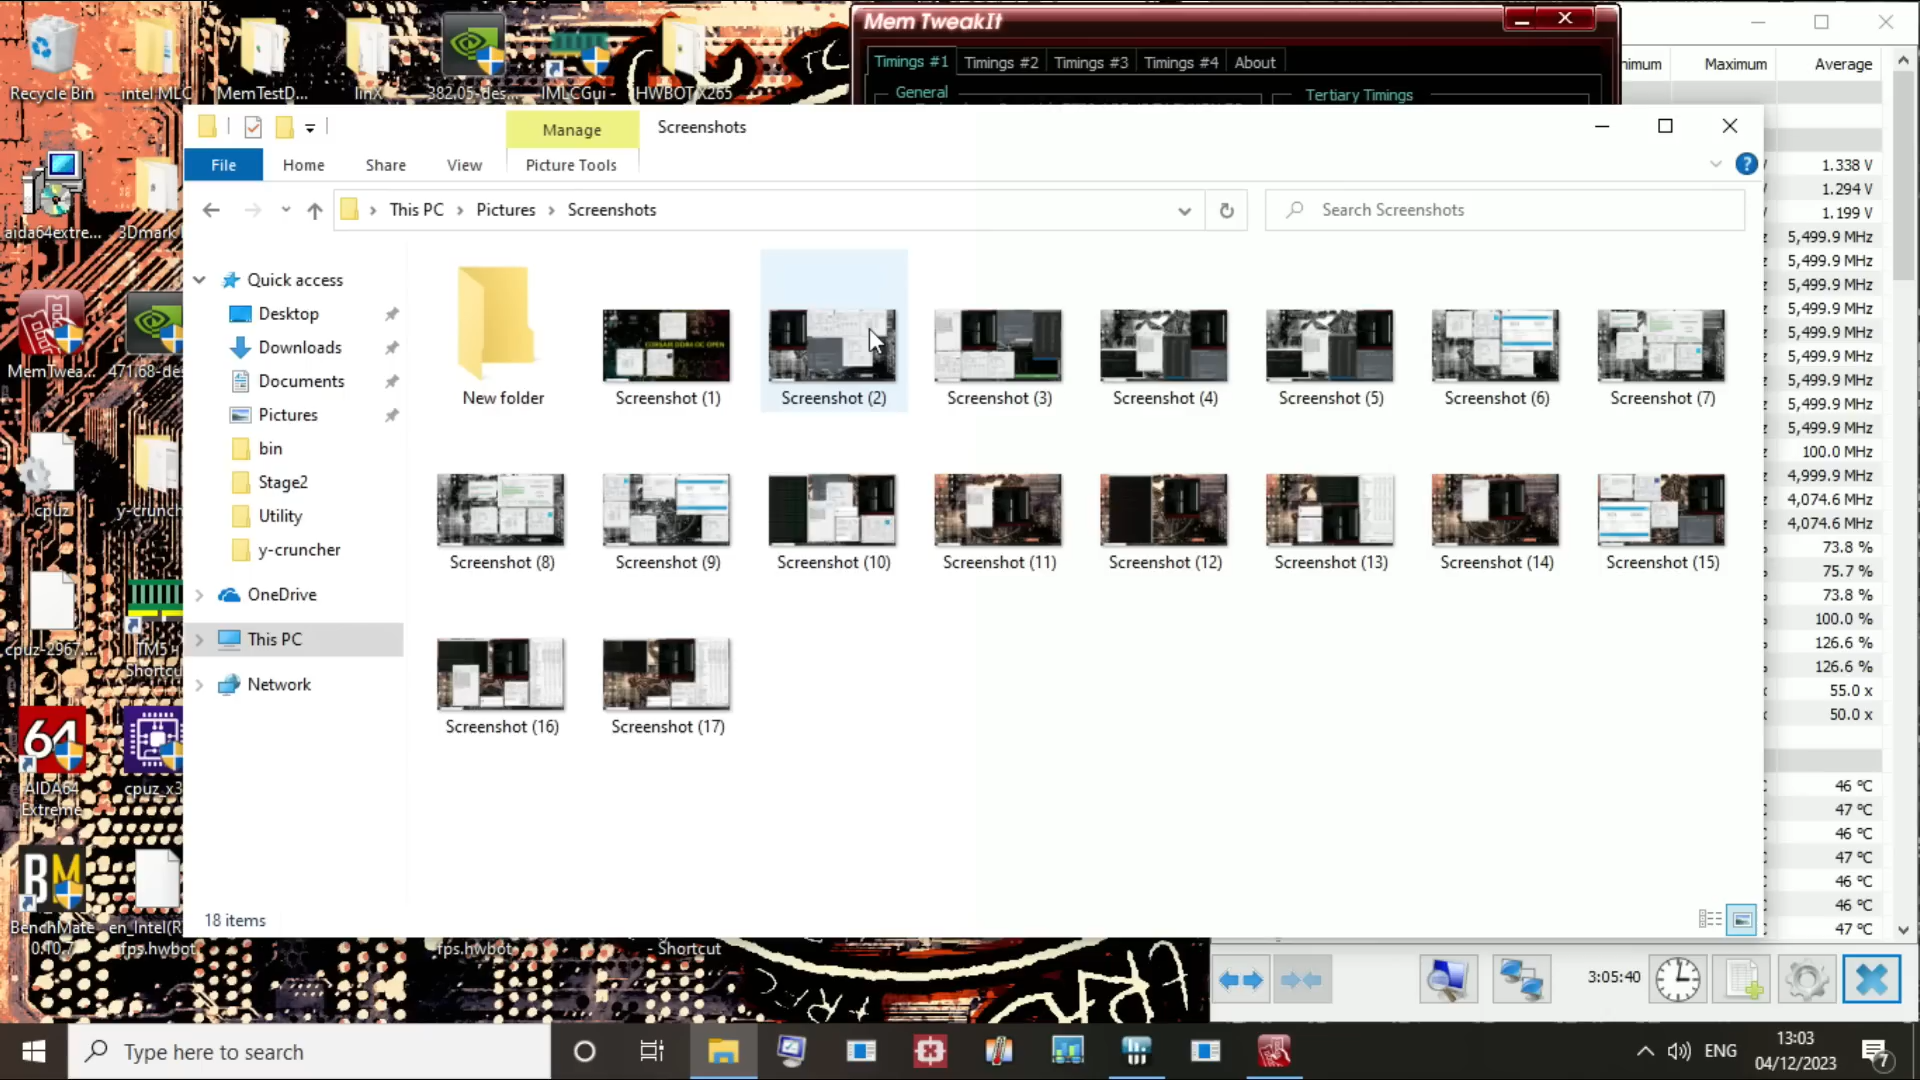 Recycle Bin
intel MLC
MemTestD...
linX
382.05-des...
IMLCGui -
HWBOT X265
Mem TweakIt
Timings #1
Timings #2
Timings #3
Timings #4
About
General
Tertiary Timings
Maximum
Average
Manage
Screenshots
File
Home
Share
View
Picture Tools
This PC
Pictures
Screenshots
Search Screenshots
1.338 V
1.294 V
1.199 V
5,499.9 MHz
5,499.9 MHz
5,499.9 MHz
5,499.9 MHz
5,499.9 MHz
5,499.9 MHz
5,499.9 MHz
5,499.9 MHz
5,499.9 MHz
100.0 MHz
4,999.9 MHz
4,074.6 MHz
4,074.6 MHz
73.8 %
75.7 %
73.8 %
100.0 %
126.6 %
126.6 %
55.0 x
50.0 x
46 °C
47 °C
46 °C
47 °C
46 °C
46 °C
47 °C
Quick access
Desktop
Downloads
Documents
Pictures
bin
Stage2
Utility
y-cruncher
OneDrive
This PC
Network
New folder
Screenshot (1)
Screenshot (2)
Screenshot (3)
Screenshot (4)
Screenshot (5)
Screenshot (6)
Screenshot (7)
Screenshot (8)
Screenshot (9)
Screenshot (10)
Screenshot (11)
Screenshot (12)
Screenshot (13)
Screenshot (14)
Screenshot (15)
Screenshot (16)
Screenshot (17)
18 items
aida64extre...
3Dmark
MemTwea...
471.68-des
cpuz
y-crunch
cpuz-2967....
TM5
Shortcu
64
AIDA64
Extreme
cpuz_x3
BM
BenchMate
0.10.7
en_Intel(R
fps.hwbot
fps.hwbot
- Shortcut
3:05:40
Type here to search
ENG
13:03
04/12/2023
7